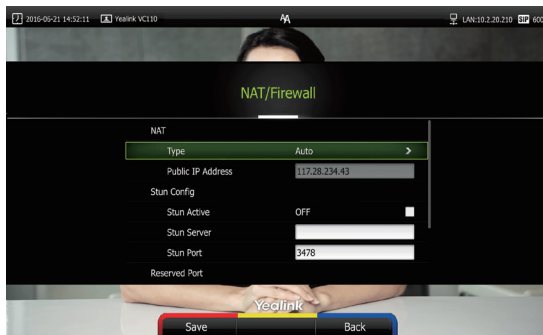 2016-06-21 14:52:11 Yealink VC110 LAN:10.2.20.210 SIP 600
NAT/Firewall
NAT
Type Auto >
Public IP Address 117.28.234.43
Stun Config
Stun Active OFF
Stun Server
Stun Port 3478
Reserved Port
Yealink
Save Back